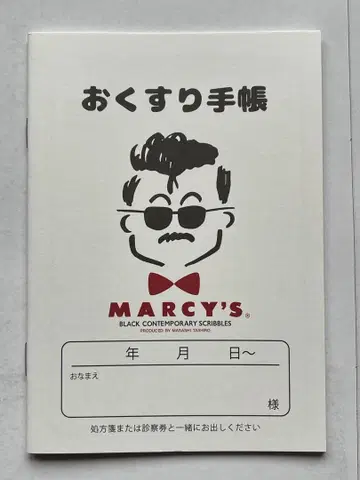 おくすり手帳
MARCY'S®
BLACK CONTEMPORARY SCRIBBLES
PRODUCED BY MASASHI TASHIRO
年 月 日〜
おなまえ
様
処方箋または診察券と一緒にお出しください